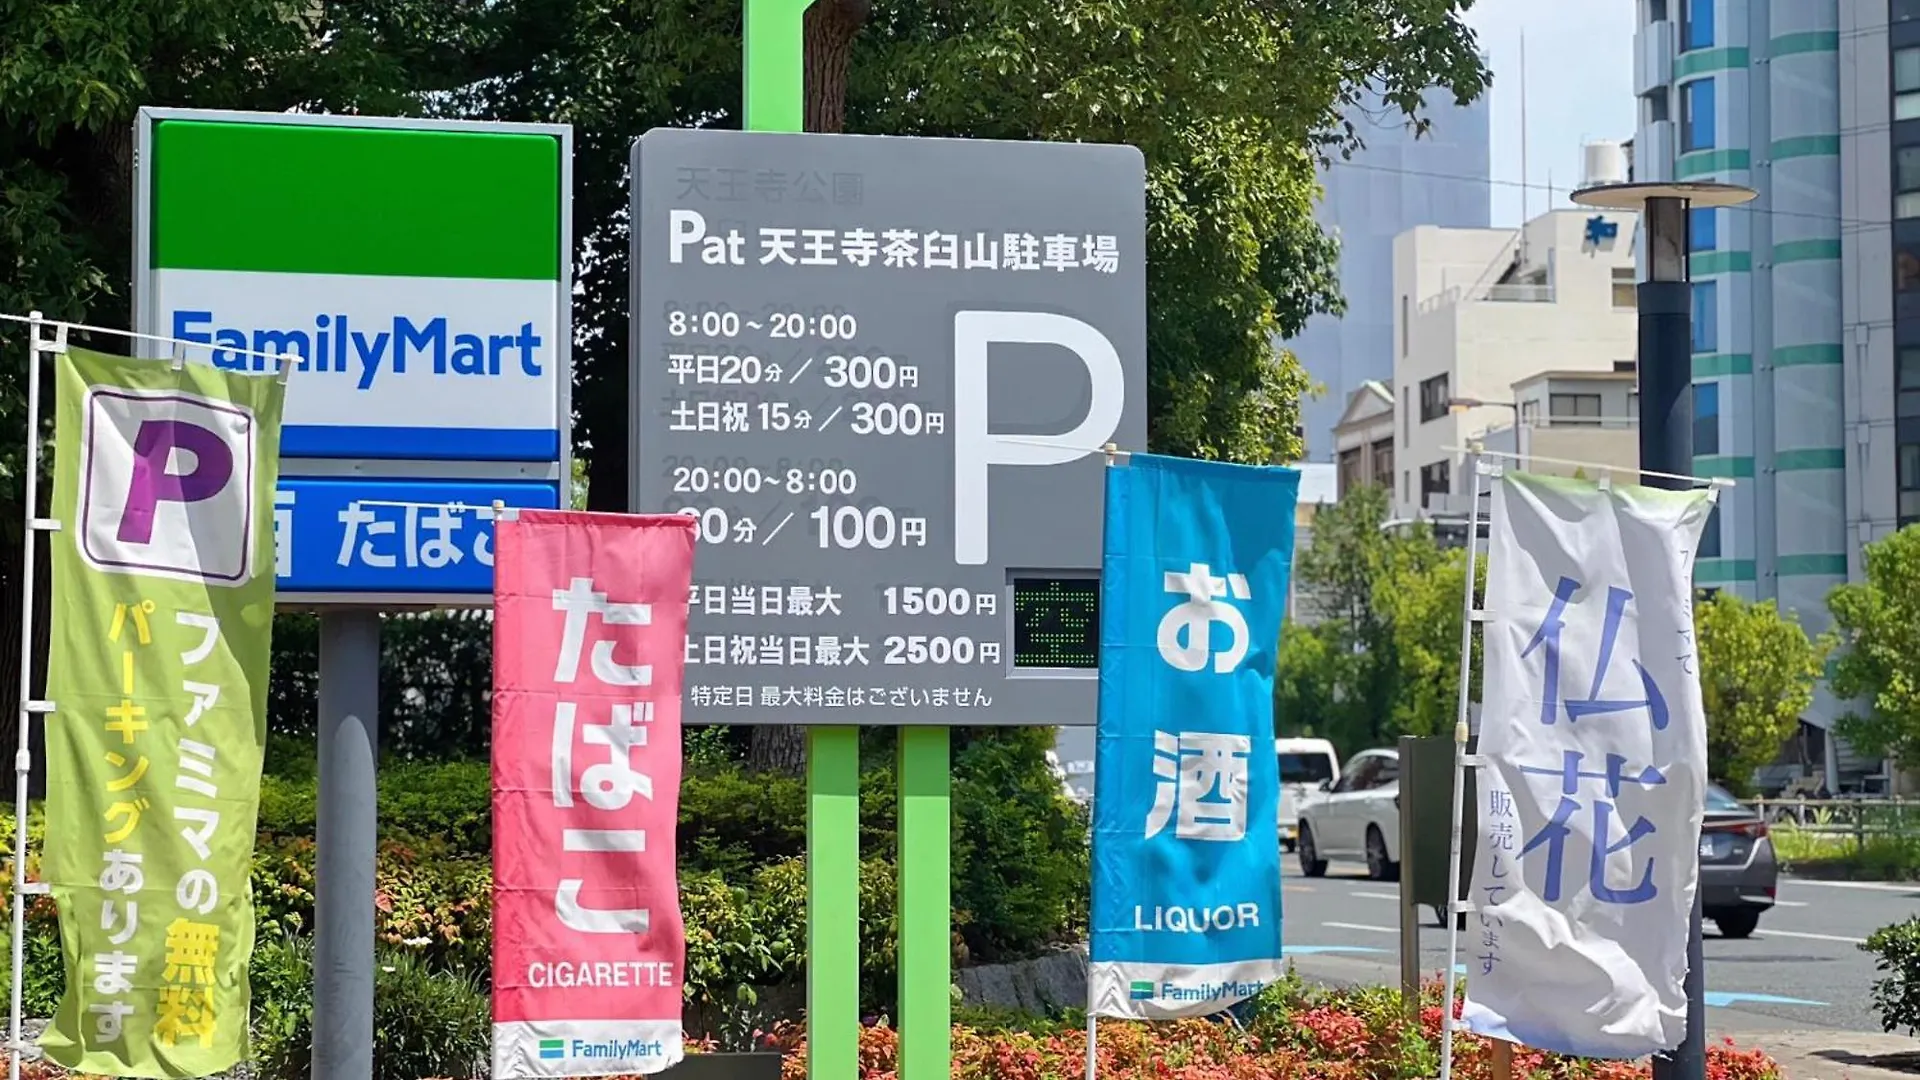 FamilyMart
たばこ
P
ファミマの無料
パーキングあります
天王寺公園
Pat 天王寺茶臼山駐車場
8:00~20:00
平日20分/300円
土日祝15分/300円
20:00~8:00
60分/100円
平日当日最大 1500円
土日祝当日最大 2500円
特定日 最大料金はございません
P
空
たばこ
CIGARETTE
FamilyMart
お酒
LIQUOR
FamilyMart
仏花
販売しています
和